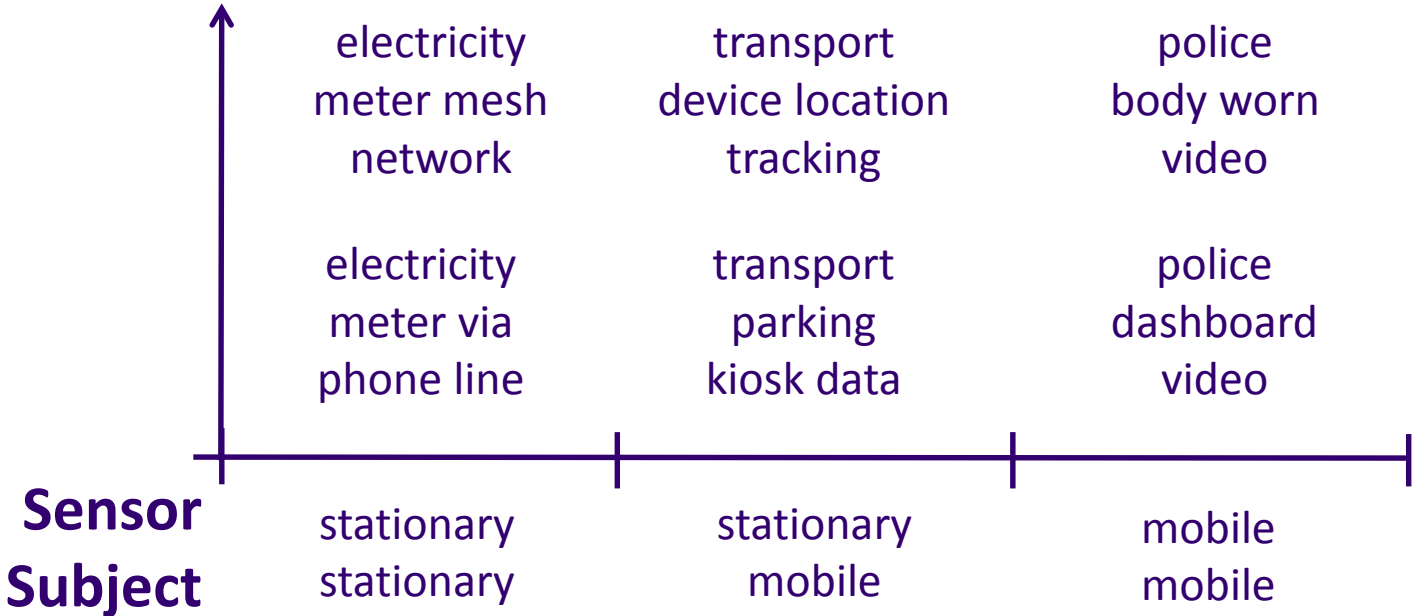 electricity
meter mesh
network
transport
device location
tracking
police
body worn
video
electricity
meter via
phone line
transport
parking
kiosk data
police
dashboard
video
Sensor
stationary
stationary
mobile
Subject
stationary
mobile
mobile